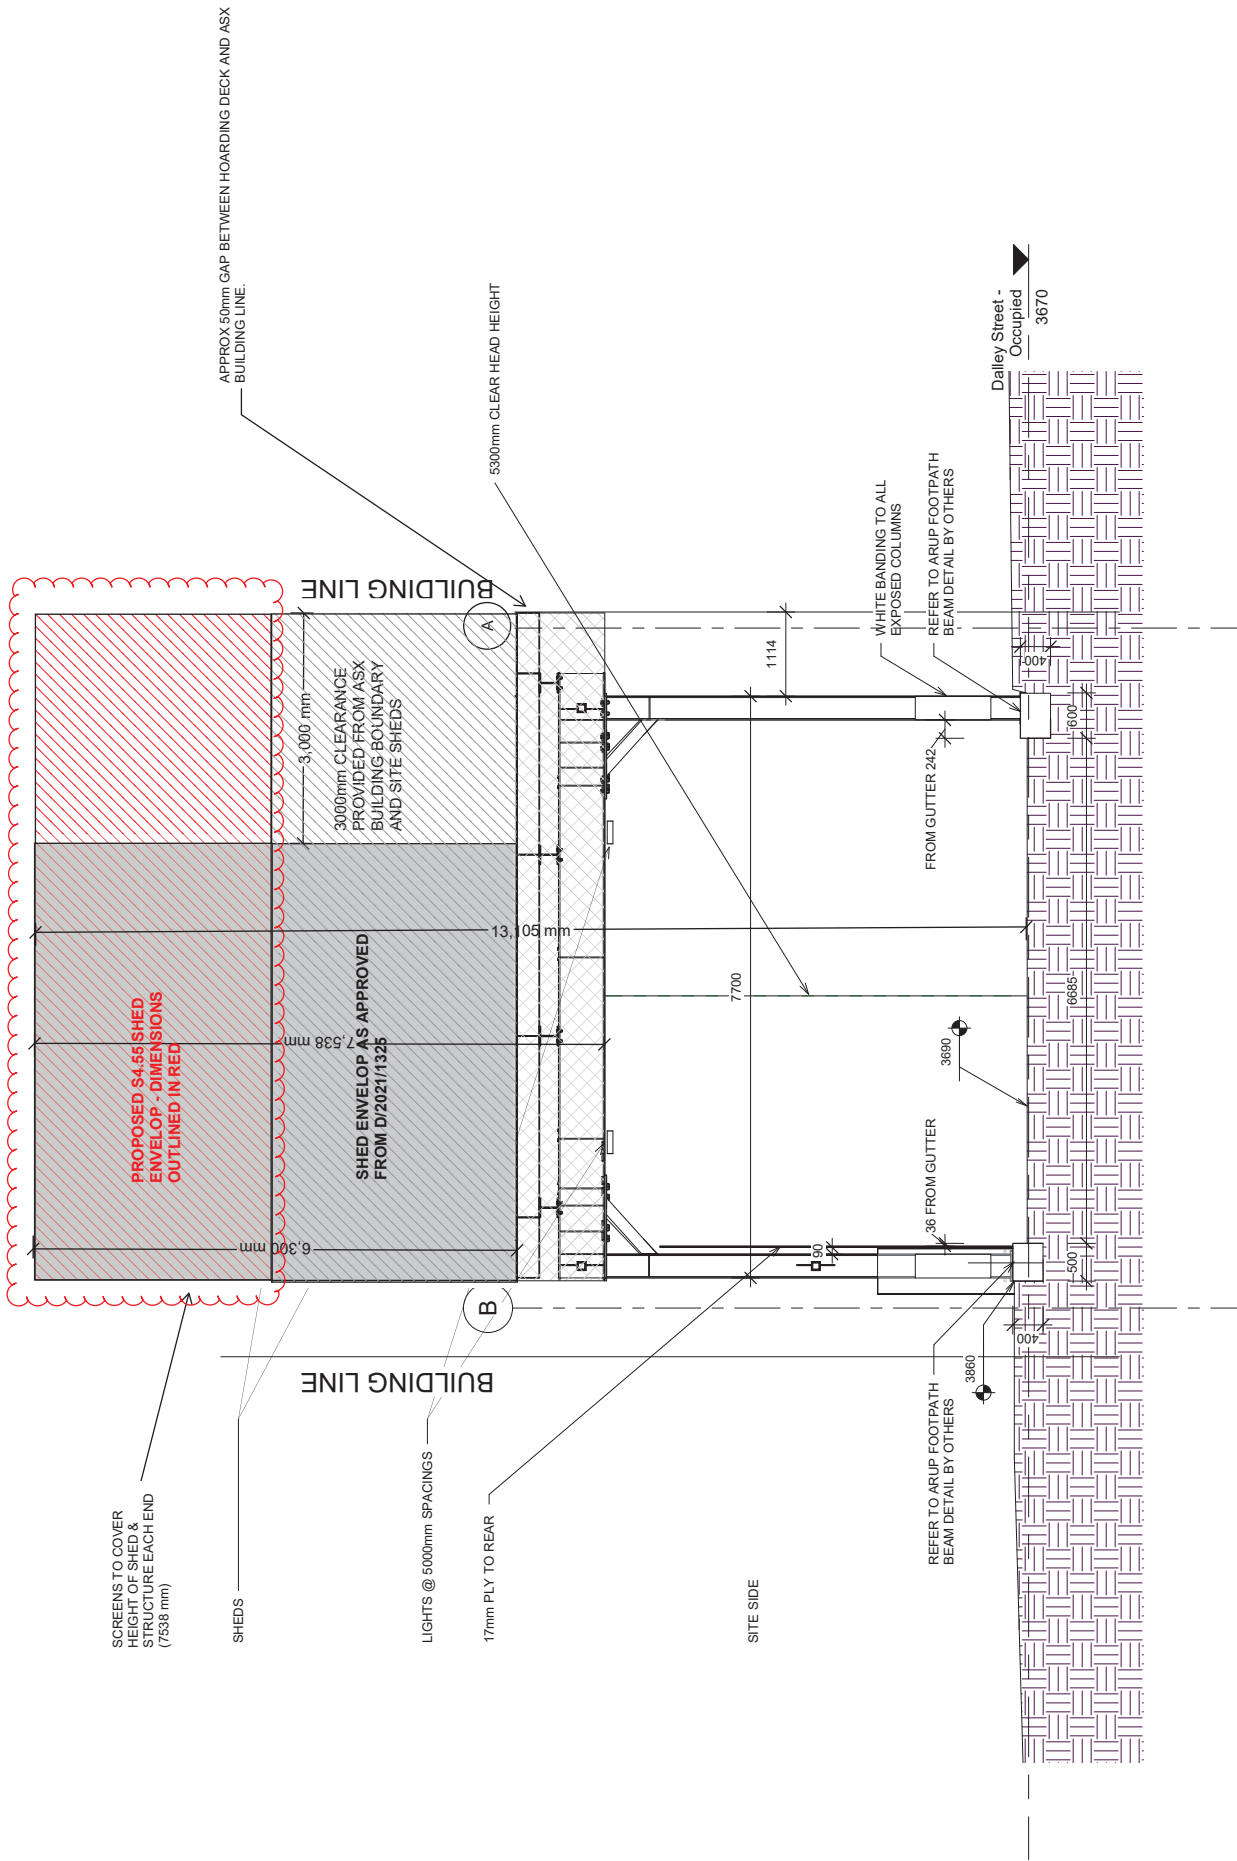 APPROX 50mm GAP BETWEEN HOARDING DECK AND ASX
BUILDING LINE.
SCREENS TO COVER
HEIGHT OF SHED &
STRUCTURE EACH END
(7538 mm)
PROPOSED S4.55 SHED
ENVELOP - DIMENSIONS
OUTLINED IN RED
SHEDS
BUILDING LINE
BUILDING LINE
3,000 mm
3000mm CLEARANCE
PROVIDED FROM ASX
BUILDING BOUNDARY
AND SITE SHEDS
SHED ENVELOP AS APPROVED
FROM D/2021/1325
6,300 mm
7,538 mm
13,105 mm
A
B
LIGHTS @ 5000mm SPACINGS
17mm PLY TO REAR
5300mm CLEAR HEAD HEIGHT
SITE SIDE
7700
1114
90
WHITE BANDING TO ALL
EXPOSED COLUMNS
REFER TO ARUP FOOTPATH
BEAM DETAIL BY OTHERS
REFER TO ARUP FOOTPATH
BEAM DETAIL BY OTHERS
36 FROM GUTTER
FROM GUTTER 242
3690
3860
400
400
500
6685
600
Dalley Street -
Occupied
3670